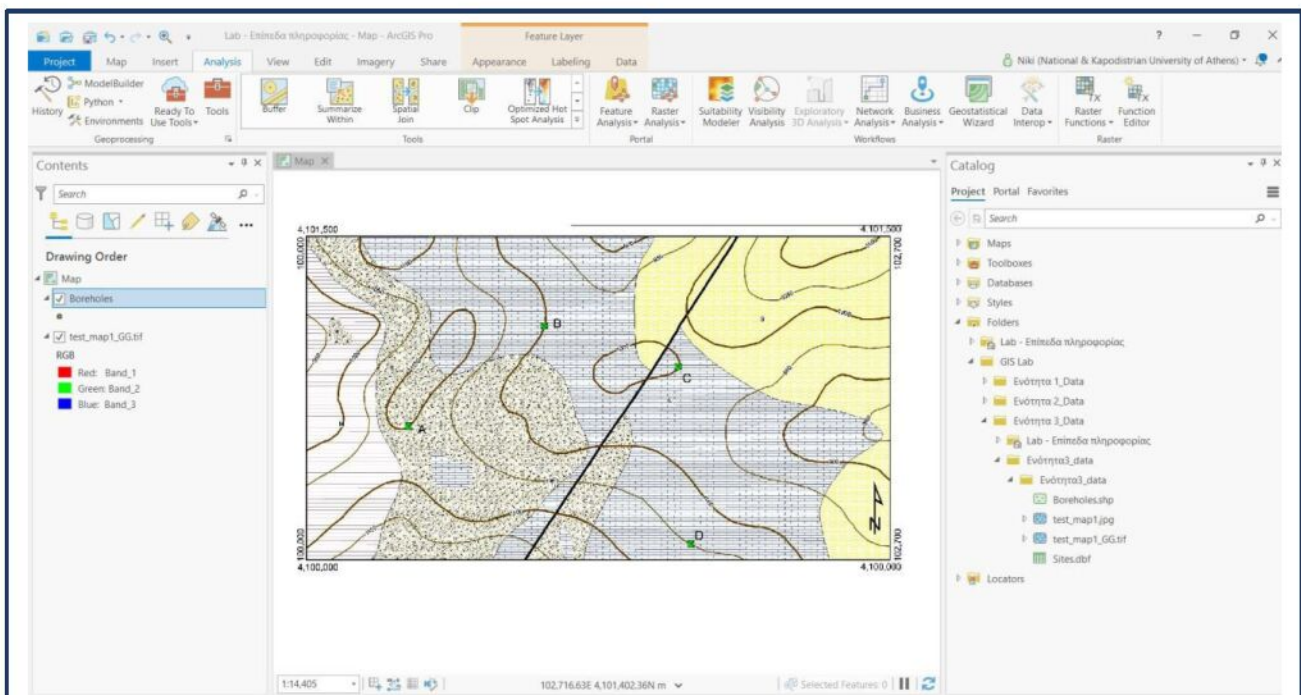 Lab - Επίπεδα πληροφορίας - Map - ArcGIS Pro
Feature Layer
?
Project Map Insert Analysis View Edit Imagery Share Appearance Labeling Data
Niki (National & Kapodistrian University of Athens)
History
ModelBuilder
Python
Environments
Ready To Use Tools
Tools
Buffer
Summarize Within
Spatial Join
Clip
Optimized Hot Spot Analysis
Feature Analysis
Raster Analysis
Suitability Modeler
Visibility Analysis
Exploratory 3D Analysis
Network Analysis
Business Analysis
Geostatistical Wizard
Data Interop
Raster Functions
Function Editor
Geoprocessing
Tools
Portal
Workflows
Raster
Contents
Search
Drawing Order
Map
Boreholes
test_map1_GG.tif
RGB
Red: Band_1
Green: Band_2
Blue: Band_3
Map
4,101,500
4,101,500
100,000
102,700
B
C
A
D
N
100,000
102,700
4,100,000
4,100,000
1:14,405
102,716.63E 4,101,402.36N m
Selected Features: 0
Catalog
Project Portal Favorites
Search
Maps
Toolboxes
Databases
Styles
Folders
Lab - Επίπεδα πληροφορίας
GIS Lab
Ενότητα 1_Data
Ενότητα 2_Data
Ενότητα 3_Data
Lab - Επίπεδα πληροφορίας
Ενότητα3_data
Ενότητα3_data
Boreholes.shp
test_map1.jpg
test_map1_GG.tif
Sites.dbf
Locators